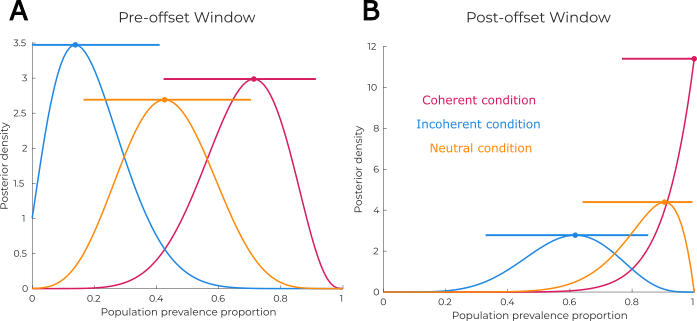 A
Pre-offset Window
3.5
3
2.5
2
1.5
1
0.5
0
Posterior density
0 0.2 0.4 0.6 0.8 1
Population prevalence proportion
B
Post-offset Window
12
10
8
6
4
2
0
Posterior density
Coherent condition
Incoherent condition
Neutral condition
0 0.2 0.4 0.6 0.8 1
Population prevalence proportion